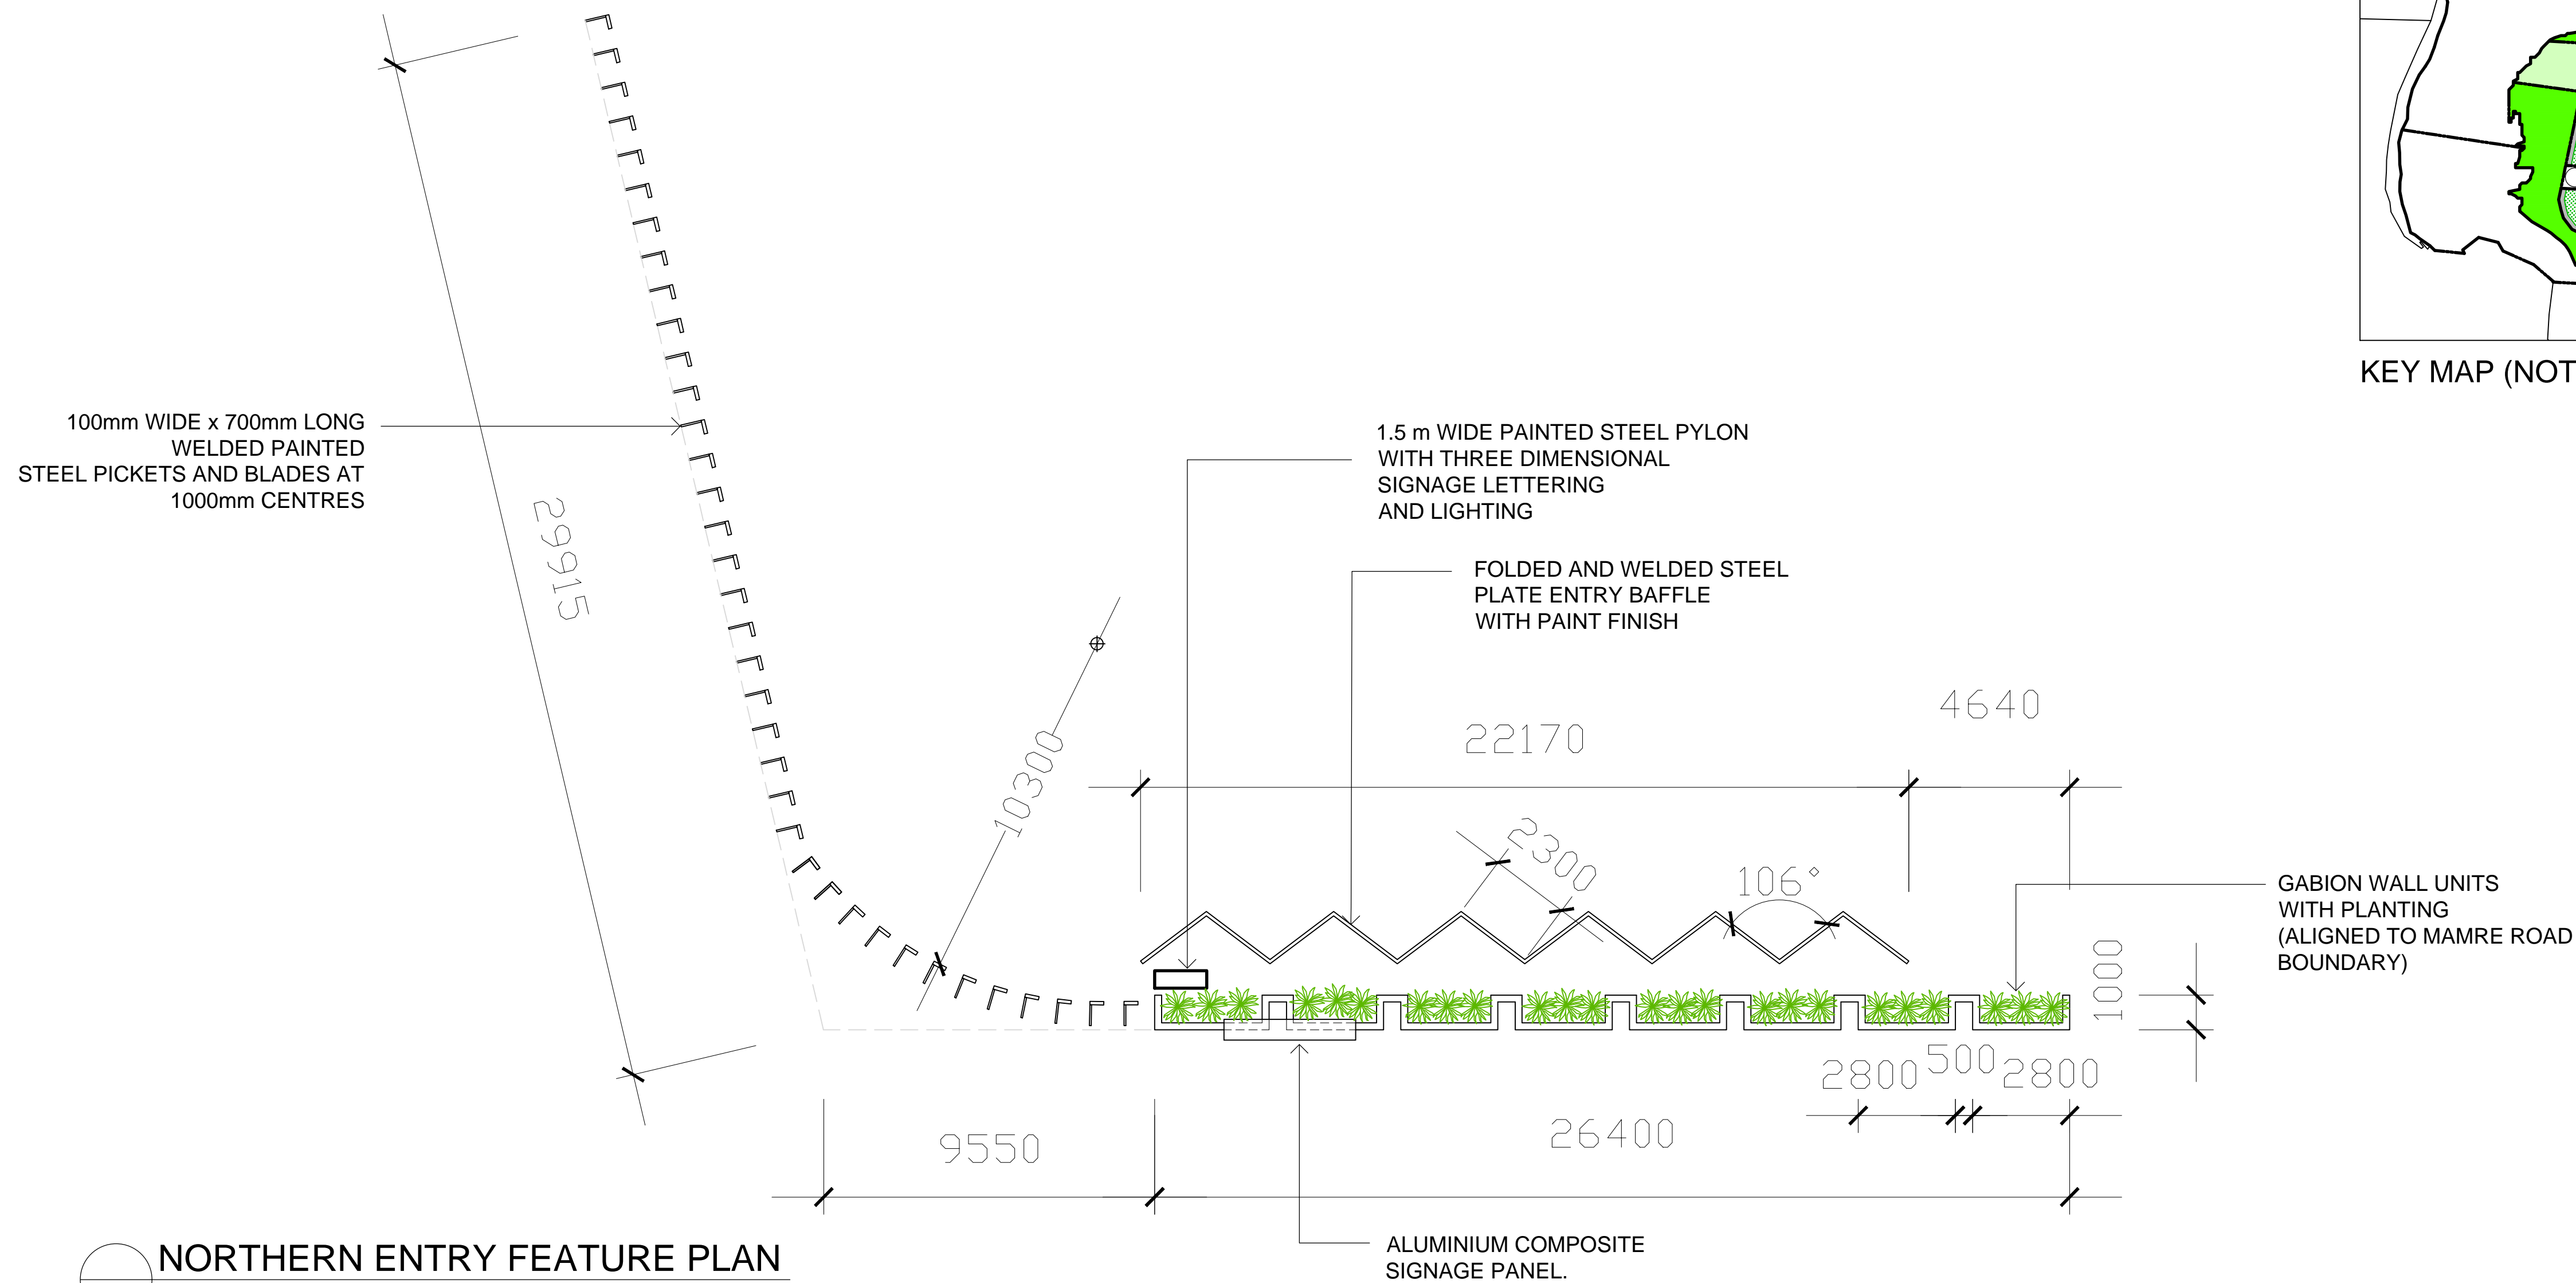 KEY MAP (NOT
100mm WIDE x 700mm LONG
WELDED PAINTED
STEEL PICKETS AND BLADES AT
1000mm CENTRES
29915
1.5 m WIDE PAINTED STEEL PYLON
WITH THREE DIMENSIONAL
SIGNAGE LETTERING
AND LIGHTING
FOLDED AND WELDED STEEL
PLATE ENTRY BAFFLE
WITH PAINT FINISH
10300
22170
4640
2300
106°
GABION WALL UNITS
WITH PLANTING
(ALIGNED TO MAMRE ROAD
BOUNDARY)
1000
2800
500
2800
9550
26400
ALUMINIUM COMPOSITE
SIGNAGE PANEL.
NORTHERN ENTRY FEATURE PLAN